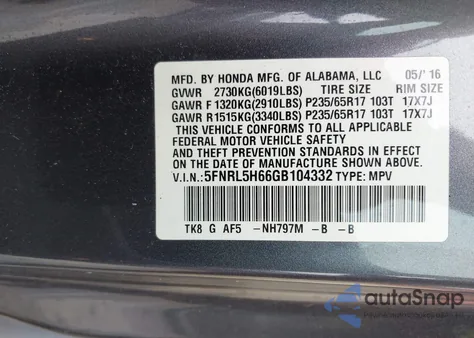 MFD. BY HONDA MFG. OF ALABAMA, LLC 05/'16
GVWR 2730KG(6019LBS) TIRE SIZE RIM SIZE
GAWR F 1320KG(2910LBS) P235/65R17 103T 17X7J
GAWR R1515KG(3340LBS) P235/65R17 103T 17X7J
THIS VEHICLE CONFORMS TO ALL APPLICABLE
FEDERAL MOTOR VEHICLE SAFETY
AND THEFT PREVENTION STANDARDS IN EFFECT
ON THE DATE OF MANUFACTURE SHOWN ABOVE.
V.I.N.: 5FNRL5H66GB104332 TYPE: MPV
TK8 G AF5 -NH797M -B -B
autoSnap